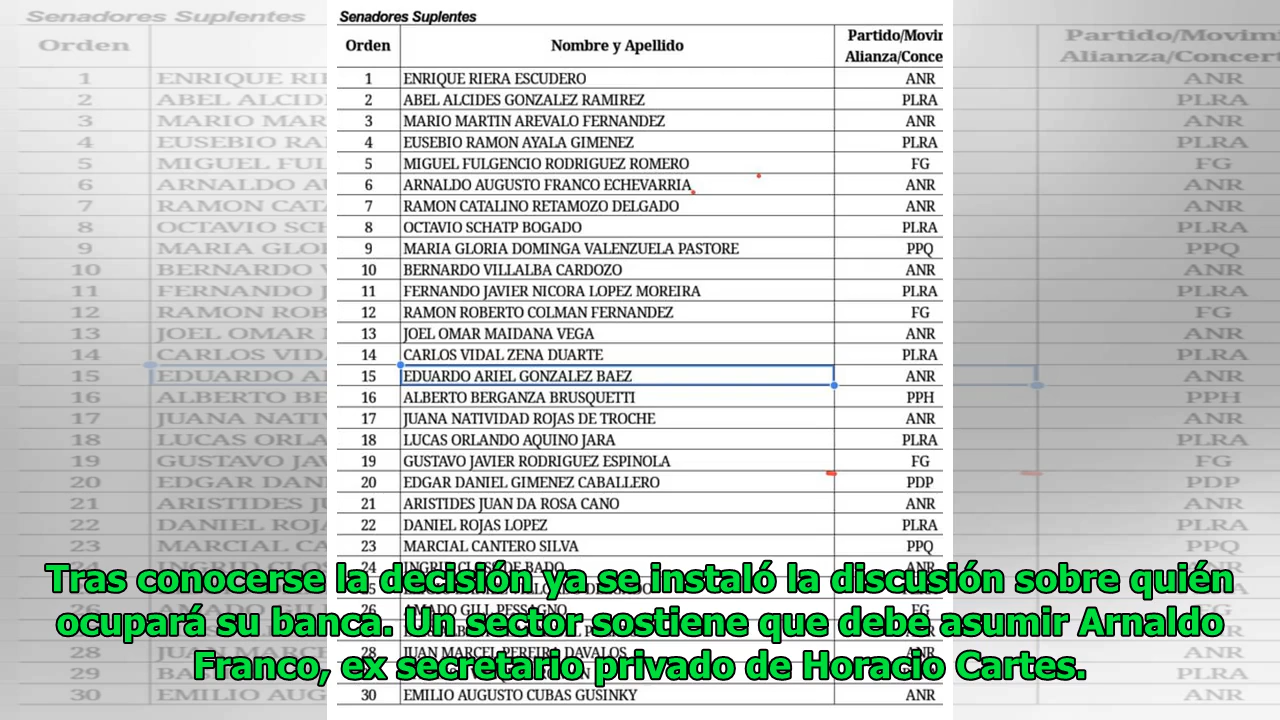 Senadores Suplentes
Orden Nombre y Apellido Partido/Movir
Alianza/Conce
1 ENRIQUE RIERA ESCUDERO ANR
2 ABEL ALCIDES GONZALEZ RAMIREZ PLRA
3 MARIO MARTIN AREVALO FERNANDEZ ANR
4 EUSEBIO RAMON AYALA GIMENEZ PLRA
5 MIGUEL FULGENCIO RODRIGUEZ ROMERO FG
6 ARNALDO AUGUSTO FRANCO ECHEVARRIA ANR
7 RAMON CATALINO RETAMOZO DELGADO ANR
8 OCTAVIO SCHATP BOGADO PLRA
9 MARIA GLORIA DOMINGA VALENZUELA PASTORE PPQ
10 BERNARDO VILLALBA CARDOZO ANR
11 FERNANDO JAVIER NICORA LOPEZ MOREIRA PLRA
12 RAMON ROBERTO COLMAN FERNANDEZ FG
13 JOEL OMAR MAIDANA VEGA ANR
14 CARLOS VIDAL ZENA DUARTE PLRA
15 EDUARDO ARIEL GONZALEZ BAEZ ANR
16 ALBERTO BERGANZA BRUSQUETTI PPH
17 JUANA NATIVIDAD ROJAS DE TROCHE ANR
18 LUCAS ORLANDO AQUINO JARA PLRA
19 GUSTAVO JAVIER RODRIGUEZ ESPINOLA FG
20 EDGAR DANIEL GIMENEZ CABALLERO PDP
21 ARISTIDES JUAN DA ROSA CANO ANR
22 DANIEL ROJAS LOPEZ PLRA
23 MARCIAL CANTERO SILVA PPQ
24 ANR
26 AMADO GILL PESSAGNO FG
28 JUAN MARCEL PEREIRA DAVALOS ANR
29 PLRA
30 EMILIO AUGUSTO CUBAS GUSINKY ANR
Tras conocerse la decisión ya se instaló la discusión sobre quién
ocupará su banca. Un sector sostiene que debe asumir Arnaldo
Franco, ex secretario privado de Horacio Cartes.